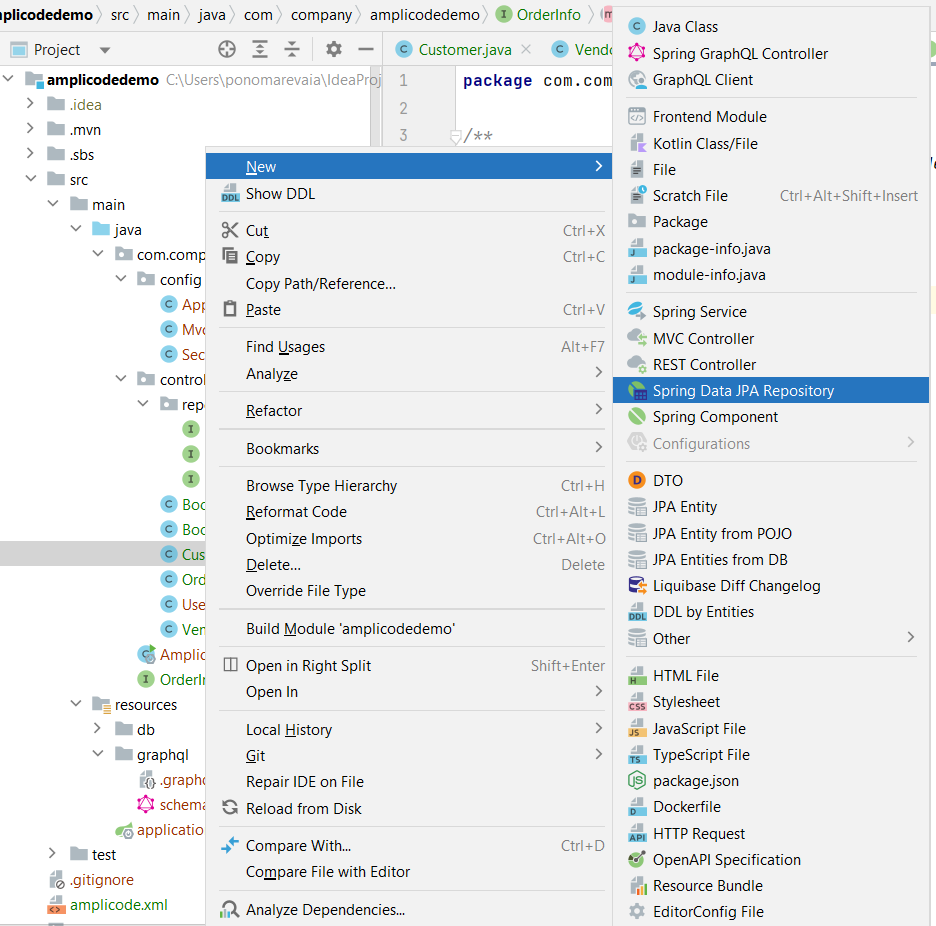 mplicodedemo src main java com company amplicodedemo OrderInfo
Project
Customer.java
amplicodedemo C:\Users\ponomarevaia\IdeaProj
.idea
.mvn
.sbs
src
main
java
com.comp
config
App
Mvc
Sec
control
repo
Boo
Boo
Cus
Ord
Use
Ven
Amplic
OrderIn
resources
db
graphql
.graphq
schema
application
test
.gitignore
amplicode.xml
1 package com.com
2
3 /**
New
Show DDL
Cut Ctrl+X
Copy Ctrl+C
Copy Path/Reference...
Paste Ctrl+V
Find Usages Alt+F7
Analyze
Refactor
Bookmarks
Browse Type Hierarchy Ctrl+H
Reformat Code Ctrl+Alt+L
Optimize Imports Ctrl+Alt+O
Delete... Delete
Override File Type
Build Module 'amplicodedemo'
Open in Right Split Shift+Enter
Open In
Local History
Git
Repair IDE on File
Reload from Disk
Compare With... Ctrl+D
Compare File with Editor
Analyze Dependencies...
Java Class
Spring GraphQL Controller
GraphQL Client
Frontend Module
Kotlin Class/File
File
Scratch File Ctrl+Alt+Shift+Insert
Package
package-info.java
module-info.java
Spring Service
MVC Controller
REST Controller
Spring Data JPA Repository
Spring Component
Configurations
DTO
JPA Entity
JPA Entity from POJO
JPA Entities from DB
Liquibase Diff Changelog
DDL by Entities
Other
HTML File
Stylesheet
JavaScript File
TypeScript File
package.json
Dockerfile
HTTP Request
OpenAPI Specification
Resource Bundle
EditorConfig File